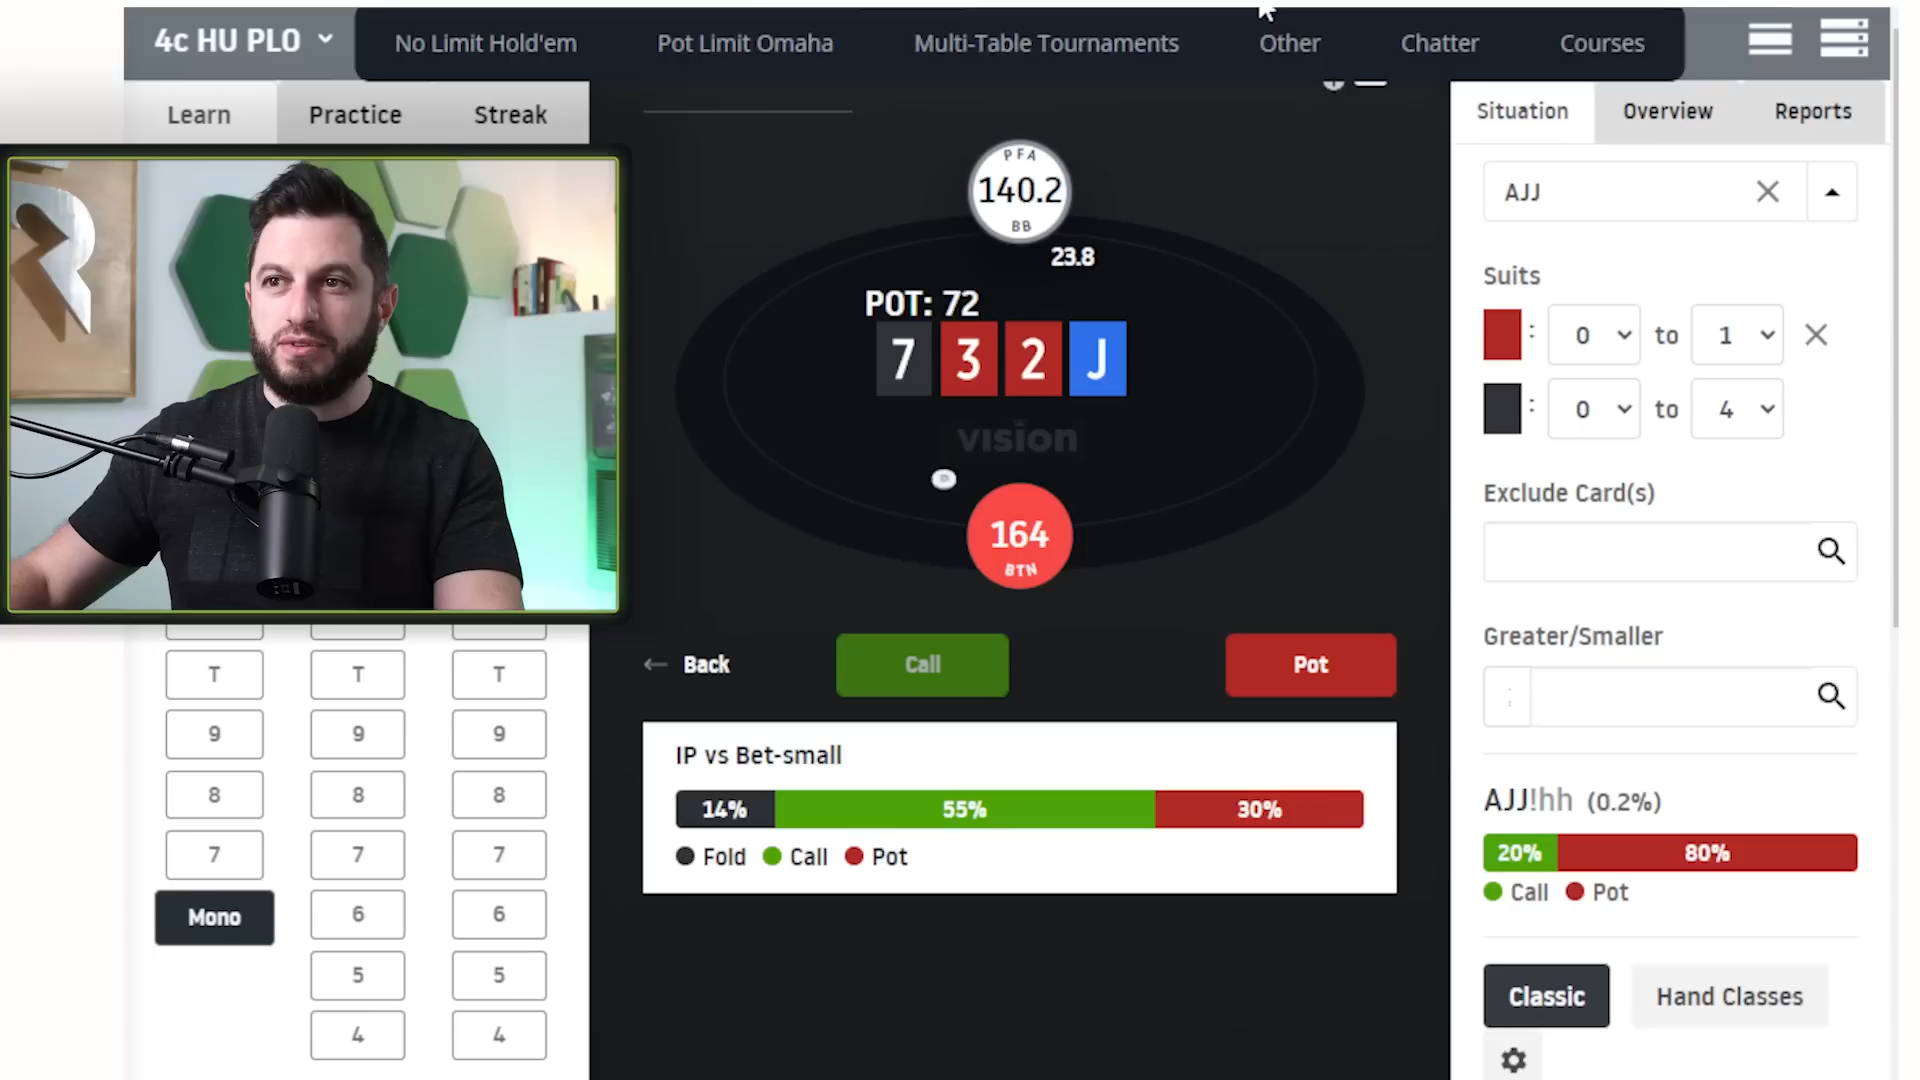 4c HU PLO
No Limit Hold'em
Pot Limit Omaha
Multi-Table Tournaments
Other
Chatter
Courses
Learn
Practice
Streak
Situation
Overview
Reports
PFA
140.2
BB
23.8
POT: 72
7 3 2 J
vision
D
164
BTN
Back
Call
Pot
IP vs Bet-small
14% 55% 30%
Fold Call Pot
T T T
9 9 9
8 8 8
7 7 7
Mono 6 6
5 5
4 4
AJJ
Suits
: 0 to 1
: 0 to 4
Exclude Card(s)
Greater/Smaller
:
AJJ!hh (0.2%)
20% 80%
Call Pot
Classic
Hand Classes